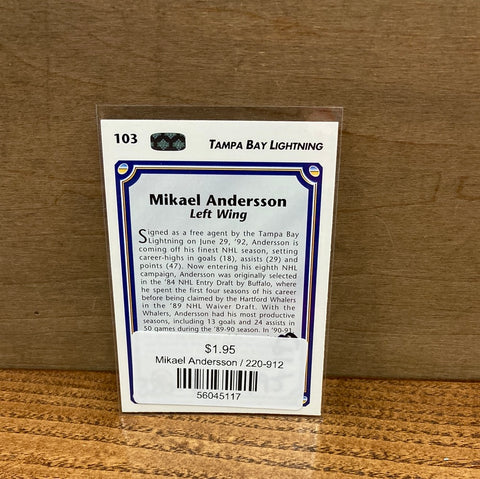 103 TAMPA BAY LIGHTNING
Mikael Andersson
Left Wing
Signed as a free agent by the Tampa Bay
Lightning on June 29, '92, Andersson is
coming off his finest NHL season, setting
career-highs in goals (18), assists (29) and
points (47). Now entering his eighth NHL
campaign, Andersson was originally selected
in the '84 NHL Entry Draft by Buffalo, where
he spent the first four seasons of his career
before being claimed by the Hartford Whalers
in the '89 NHL Waiver Draft. With the
Whalers, Andersson had his most productive
seasons, including 13 goals and 24 assists in
50 games during the '89-90 season. In '90-91
$1.95
Mikael Andersson / 220-912
56045117